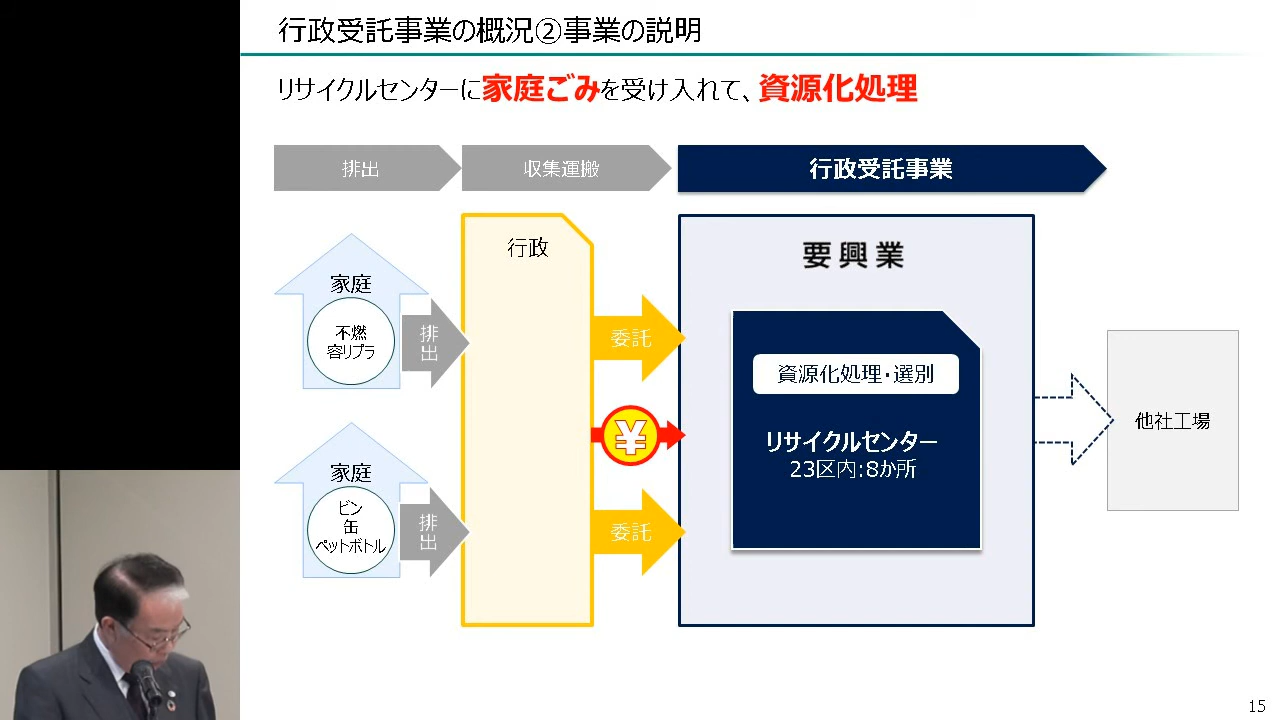 行政受託事業の概況②事業の説明
リサイクルセンターに家庭ごみを受け入れて、資源化処理
排出
収集運搬
行政受託事業
行政
要興業
家庭
不燃
容リプラ
排出
委託
資源化処理・選別
リサイクルセンター
23区内:8か所
¥
他社工場
家庭
ビン
缶
ペットボトル
排出
委託
15